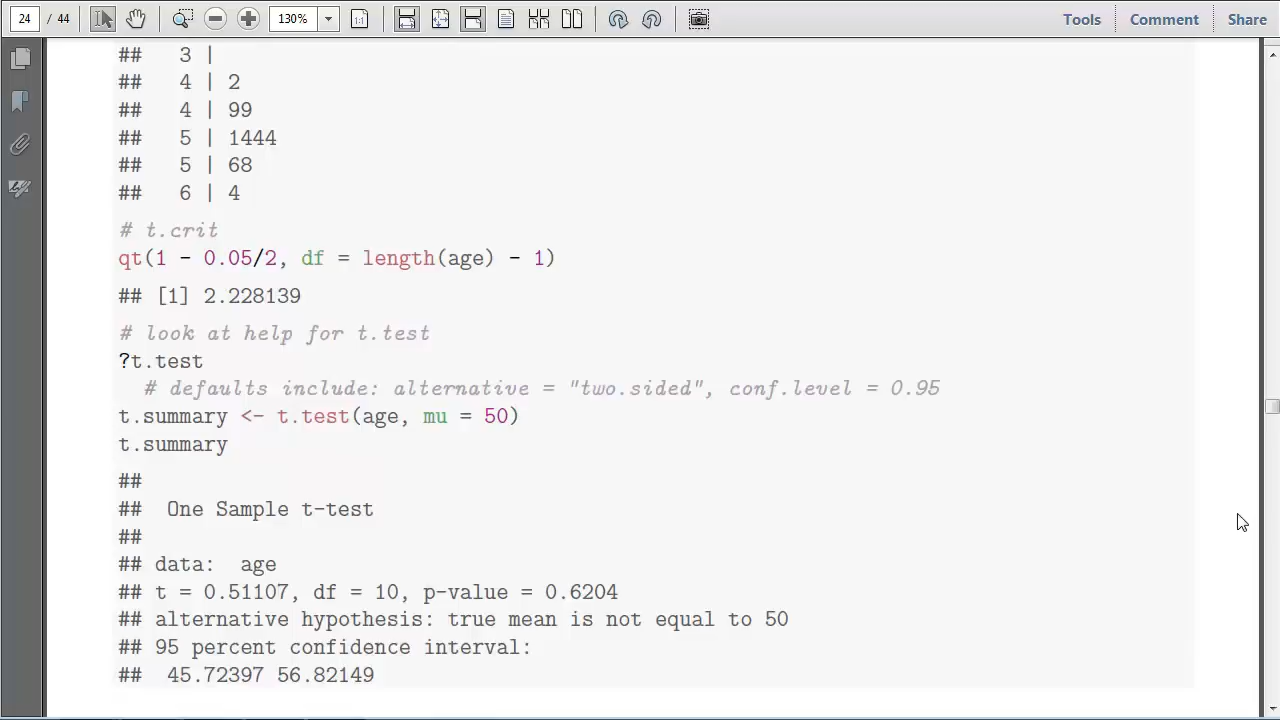 24 / 44 130% Tools Comment Share
## 3 |
## 4 | 2
## 4 | 99
## 5 | 1444
## 5 | 68
## 6 | 4
# t.crit
qt(1 - 0.05/2, df = length(age) - 1)
## [1] 2.228139
# look at help for t.test
?t.test
# defaults include: alternative = "two.sided", conf.level = 0.95
t.summary <- t.test(age, mu = 50)
t.summary
##
## One Sample t-test
##
## data: age
## t = 0.51107, df = 10, p-value = 0.6204
## alternative hypothesis: true mean is not equal to 50
## 95 percent confidence interval:
## 45.72397 56.82149